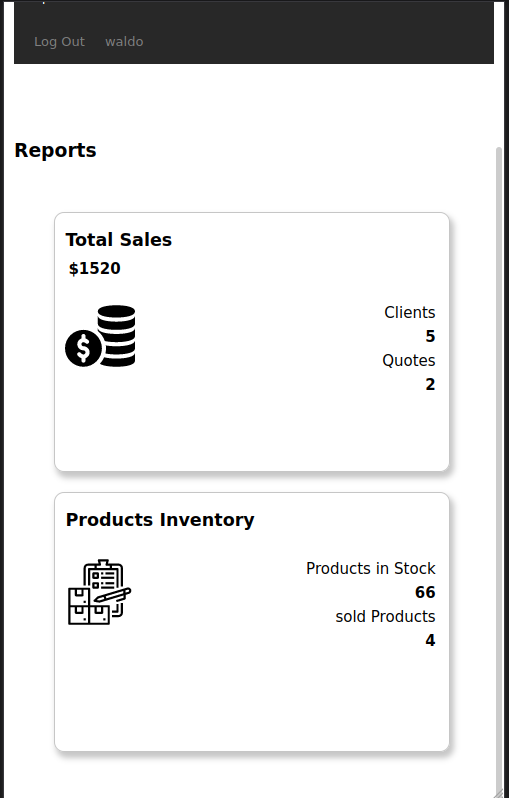 Log Out waldo
Reports
Total Sales
$1520
$
Clients
5
Quotes
2
Products Inventory
Products in Stock
66
sold Products
4